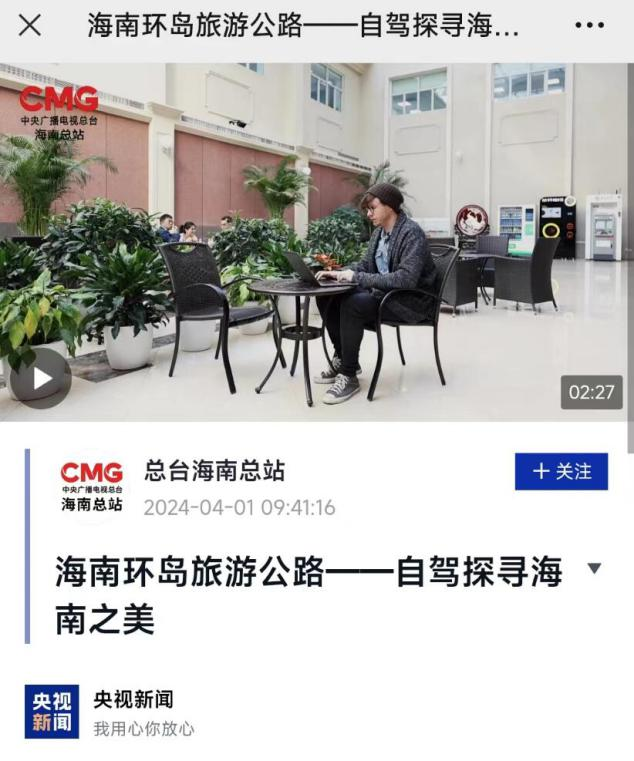 海南环岛旅游公路——自驾探寻海...
CMG
中央广播电视总台
海南总站
02:27
CMG
中央广播电视总台
海南总站
总台海南总站
+ 关注
2024-04-01 09:41:16
海南环岛旅游公路——自驾探寻海
南之美
央视
新闻
央视新闻
我用心你放心